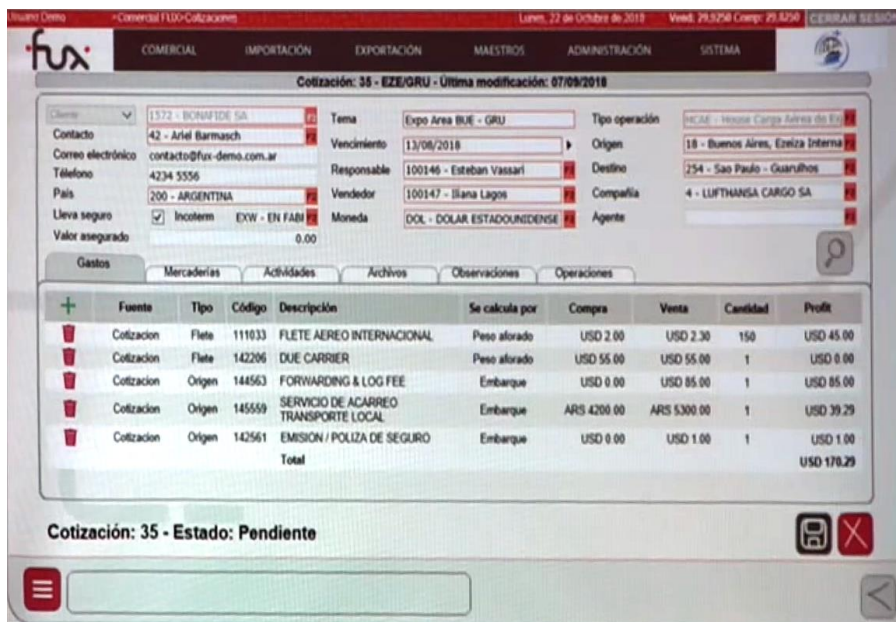 Usuario Demo
-Comercial FUX-Cotizaciones
Lunes, 22 de Octubre de 2018
Vend: 29,9250 Comp: 29,8250
CERRAR SESION
fux
COMERCIAL IMPORTACIÓN EXPORTACIÓN MAESTROS ADMINISTRACIÓN SISTEMA
Cotización: 35 - EZE/GRU - Última modificación: 07/09/2018
Cliente 1572 - BONAFIDE SA Tema Expo Area BUE - GRU Tipo operación HCAE - House Carga Aérea de Exp
Contacto 42 - Ariel Barmasch Vencimiento 13/08/2018 Origen 18 - Buenos Aires, Ezeiza Interna
Correo electrónico contacto@fux-demo.com.ar Responsable 100146 - Esteban Vassari Destino 254 - Sao Paulo - Guarulhos
Télefono 4234 5556 Vendedor 100147 - Iliana Lagos Compañía 4 - LUFTHANSA CARGO SA
País 200 - ARGENTINA Moneda DOL - DOLAR ESTADOUNIDENSE Agente
Lleva seguro Incoterm EXW - EN FABI
Valor asegurado 0.00
Gastos Mercaderías Actividades Archivos Observaciones Operaciones
Fuente Tipo Código Descripción Se calcula por Compra Venta Cantidad Profit
Cotizacion Flete 111033 FLETE AEREO INTERNACIONAL Peso aforado USD 2.00 USD 2.30 150 USD 45.00
Cotizacion Flete 142206 DUE CARRIER Peso aforado USD 55.00 USD 55.00 1 USD 0.00
Cotizacion Origen 144563 FORWARDING & LOG FEE Embarque USD 0.00 USD 85.00 1 USD 85.00
Cotizacion Origen 145559 SERVICIO DE ACARREO Embarque ARS 4200.00 ARS 5300.00 1 USD 39.29
TRANSPORTE LOCAL
Cotizacion Origen 142561 EMISION / POLIZA DE SEGURO Embarque USD 0.00 USD 1.00 1 USD 1.00
Total USD 170.29
Cotización: 35 - Estado: Pendiente